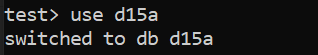 test> use d15a
switched to db d15a